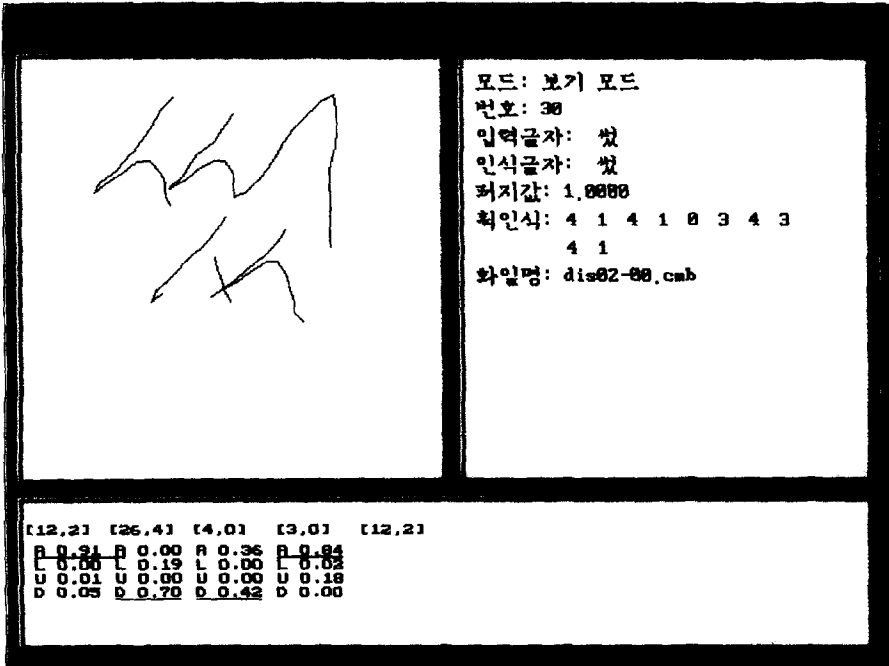 모드: 보기 모드
번호: 30
입력글자: 썼
인식글자: 썼
퍼지값: 1.0000
획인식: 4 1 4 1 0 3 4 3
4 1
화일명: dis02-00.cmb
[12,2] [26,4] [4,0] [3,0] [12,2]
R 0.91 R 0.00 R 0.36 R 0.84
L 0.00 L 0.19 L 0.00 L 0.02
U 0.01 U 0.00 U 0.00 U 0.18
D 0.05 D 0.70 D 0.42 D 0.00